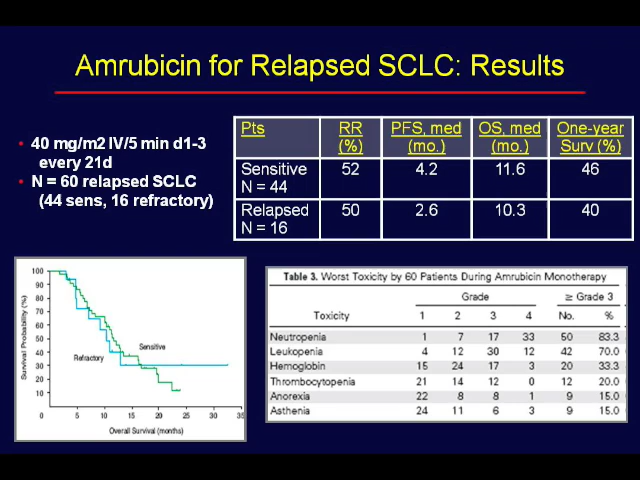 Amrubicin for Relapsed SCLC: Results
• 40 mg/m2 IV/5 min d1-3
every 21d
• N = 60 relapsed SCLC
(44 sens, 16 refractory)
Pts RR (%) PFS, med (mo.) OS, med (mo.) One-year Surv (%)
Sensitive N = 44 52 4.2 11.6 46
Relapsed N = 16 50 2.6 10.3 40
Survival Probability (%)
100
90
80
70
60
50
40
30
20
10
Sensitive
Refractory
0 5 10 15 20 25 30 35
Overall Survival (months)
Table 3. Worst Toxicity by 60 Patients During Amrubicin Monotherapy
Grade ≥ Grade 3
Toxicity 1 2 3 4 No. %
Neutropenia 1 7 17 33 50 83.3
Leukopenia 4 12 30 12 42 70.0
Hemoglobin 15 24 17 3 20 33.3
Thrombocytopenia 21 14 12 0 12 20.0
Anorexia 22 8 8 1 9 15.0
Asthenia 24 11 6 3 9 15.0